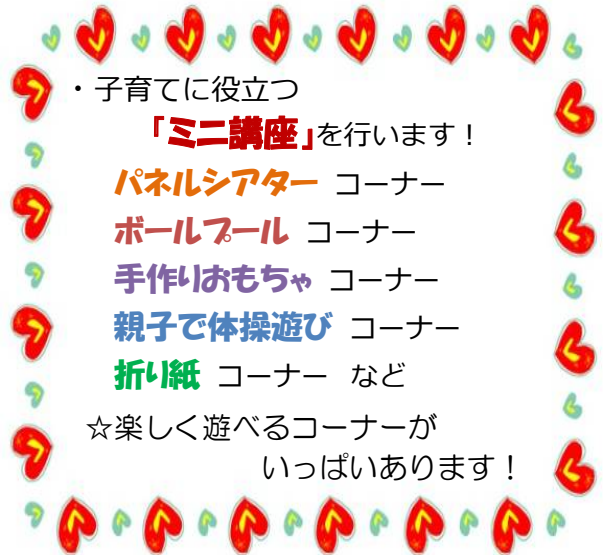 ・子育てに役立つ
「ミニ講座」を行います！
パネルシアター コーナー
ボールプール コーナー
手作りおもちゃ コーナー
親子で体操遊び コーナー
折り紙 コーナー など
☆楽しく遊べるコーナーが
いっぱいあります！